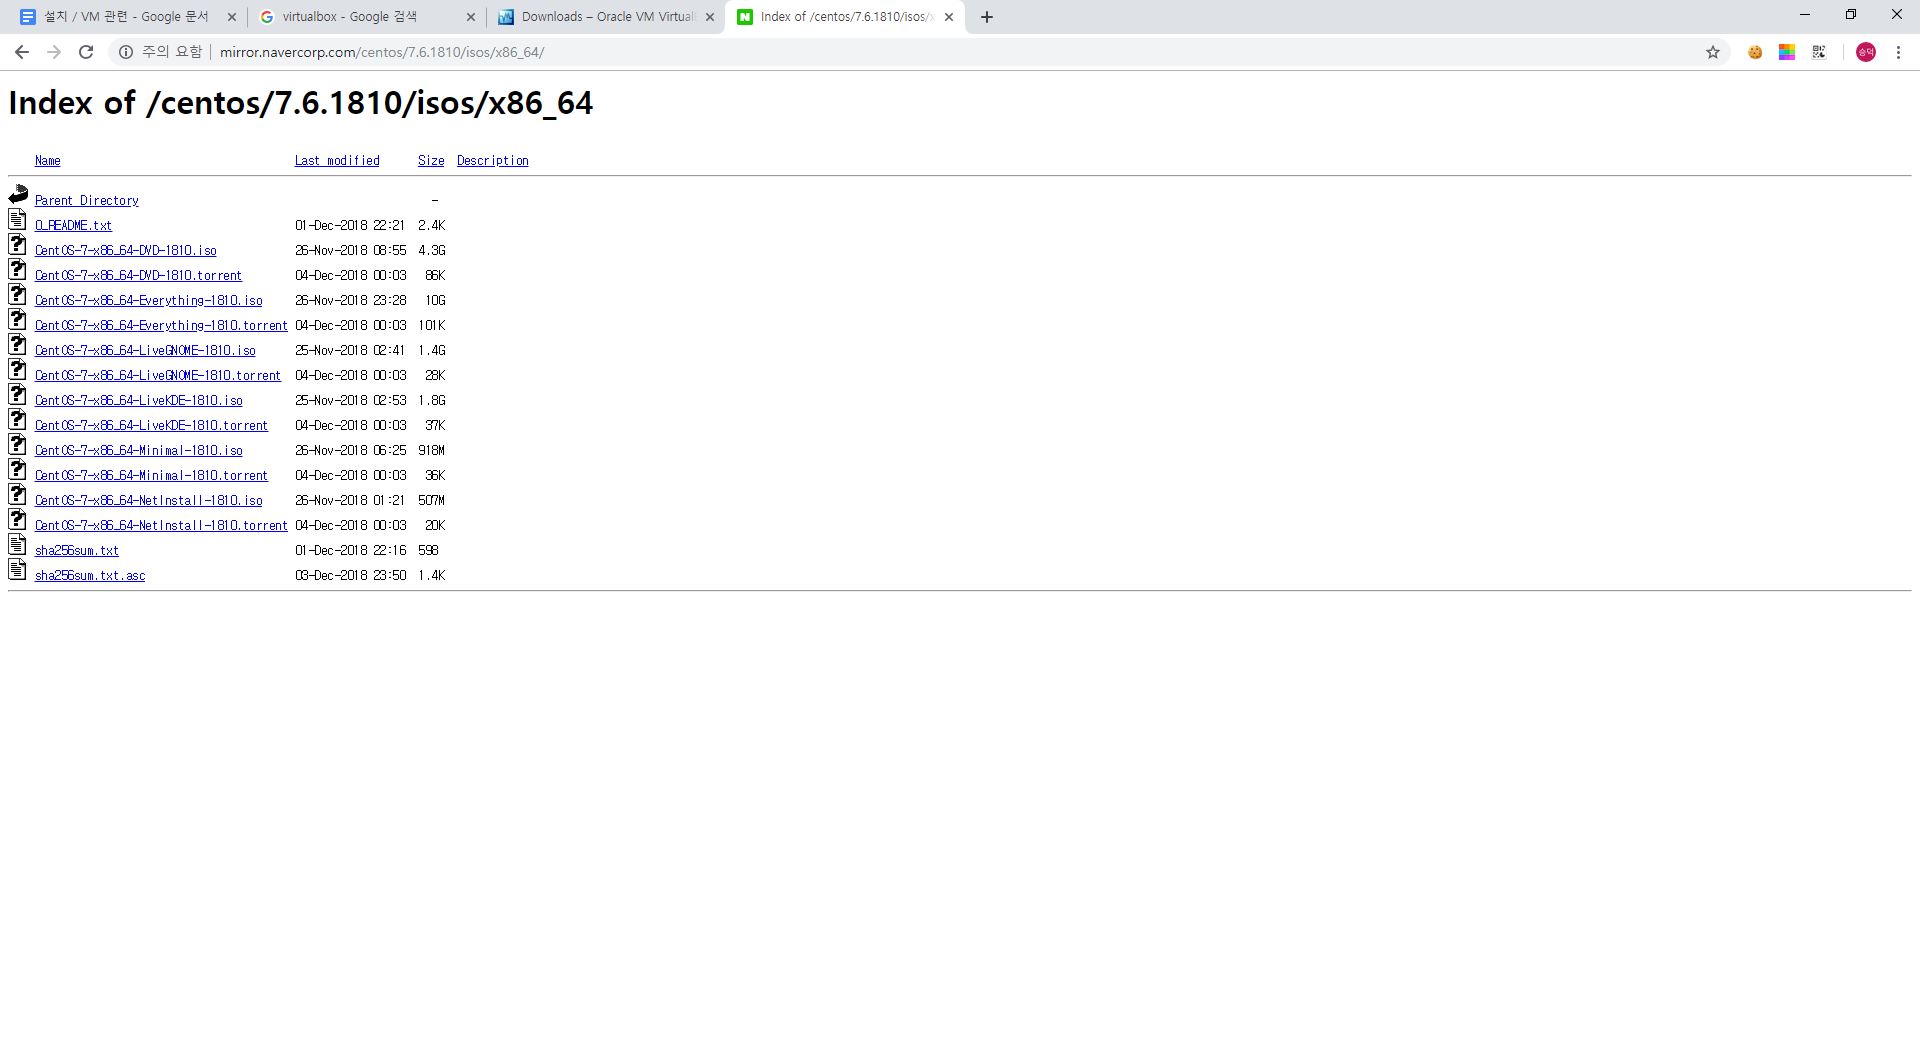 설치 / VM 관련 - Google 문서
virtualbox - Google 검색
Downloads – Oracle VM Virtual
Index of /centos/7.6.1810/isos/x
주의 요함 mirror.navercorp.com/centos/7.6.1810/isos/x86_64/
승덕
Index of /centos/7.6.1810/isos/x86_64
Name Last modified Size Description
Parent Directory -
0_README.txt 01-Dec-2018 22:21 2.4K
CentOS-7-x86_64-DVD-1810.iso 26-Nov-2018 08:55 4.3G
CentOS-7-x86_64-DVD-1810.torrent 04-Dec-2018 00:03 86K
CentOS-7-x86_64-Everything-1810.iso 26-Nov-2018 23:28 10G
CentOS-7-x86_64-Everything-1810.torrent 04-Dec-2018 00:03 101K
CentOS-7-x86_64-LiveGNOME-1810.iso 25-Nov-2018 02:41 1.4G
CentOS-7-x86_64-LiveGNOME-1810.torrent 04-Dec-2018 00:03 28K
CentOS-7-x86_64-LiveKDE-1810.iso 25-Nov-2018 02:53 1.8G
CentOS-7-x86_64-LiveKDE-1810.torrent 04-Dec-2018 00:03 37K
CentOS-7-x86_64-Minimal-1810.iso 26-Nov-2018 06:25 918M
CentOS-7-x86_64-Minimal-1810.torrent 04-Dec-2018 00:03 36K
CentOS-7-x86_64-NetInstall-1810.iso 26-Nov-2018 01:21 507M
CentOS-7-x86_64-NetInstall-1810.torrent 04-Dec-2018 00:03 20K
sha256sum.txt 01-Dec-2018 22:16 598
sha256sum.txt.asc 03-Dec-2018 23:50 1.4K